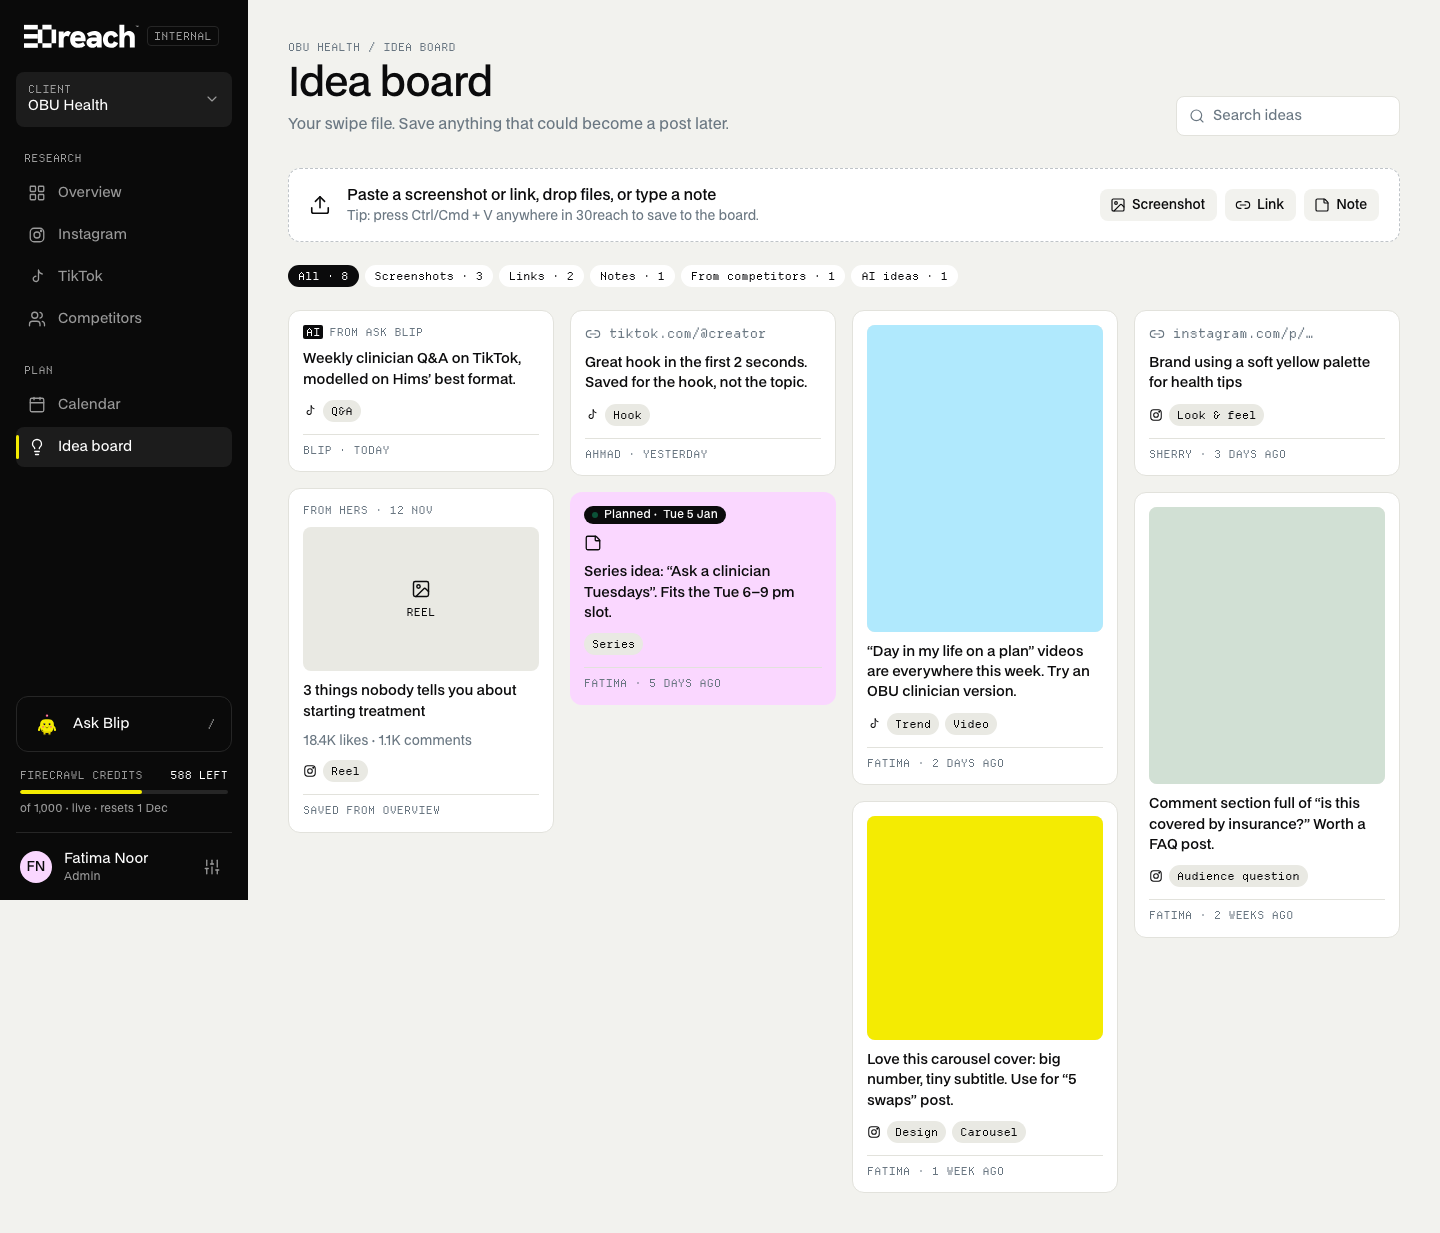 30reach INTERNAL
CLIENT
OBU Health
RESEARCH
Overview
Instagram
TikTok
Competitors
PLAN
Calendar
Idea board
Ask Blip /
FIRECRAWL CREDITS 588 LEFT
of 1,000 · live · resets 1 Dec
FN
Fatima Noor
Admin
OBU HEALTH / IDEA BOARD
Idea board
Your swipe file. Save anything that could become a post later.
Search ideas
Paste a screenshot or link, drop files, or type a note
Tip: press Ctrl/Cmd + V anywhere in 30reach to save to the board.
Screenshot Link Note
All · 8 Screenshots · 3 Links · 2 Notes · 1 From competitors · 1 AI ideas · 1
AI FROM ASK BLIP
Weekly clinician Q&A on TikTok,
modelled on Hims’ best format.
Q&A
BLIP · TODAY
FROM HERS · 12 NOV
REEL
3 things nobody tells you about
starting treatment
18.4K likes · 1.1K comments
Reel
SAVED FROM OVERVIEW
tiktok.com/@creator
Great hook in the first 2 seconds.
Saved for the hook, not the topic.
Hook
AHMAD · YESTERDAY
Planned · Tue 5 Jan
Series idea: “Ask a clinician
Tuesdays”. Fits the Tue 6–9 pm
slot.
Series
FATIMA · 5 DAYS AGO
“Day in my life on a plan” videos
are everywhere this week. Try an
OBU clinician version.
Trend Video
FATIMA · 2 DAYS AGO
Love this carousel cover: big
number, tiny subtitle. Use for “5
swaps” post.
Design Carousel
FATIMA · 1 WEEK AGO
instagram.com/p/…
Brand using a soft yellow palette
for health tips
Look & feel
SHERRY · 3 DAYS AGO
Comment section full of “is this
covered by insurance?” Worth a
FAQ post.
Audience question
FATIMA · 2 WEEKS AGO